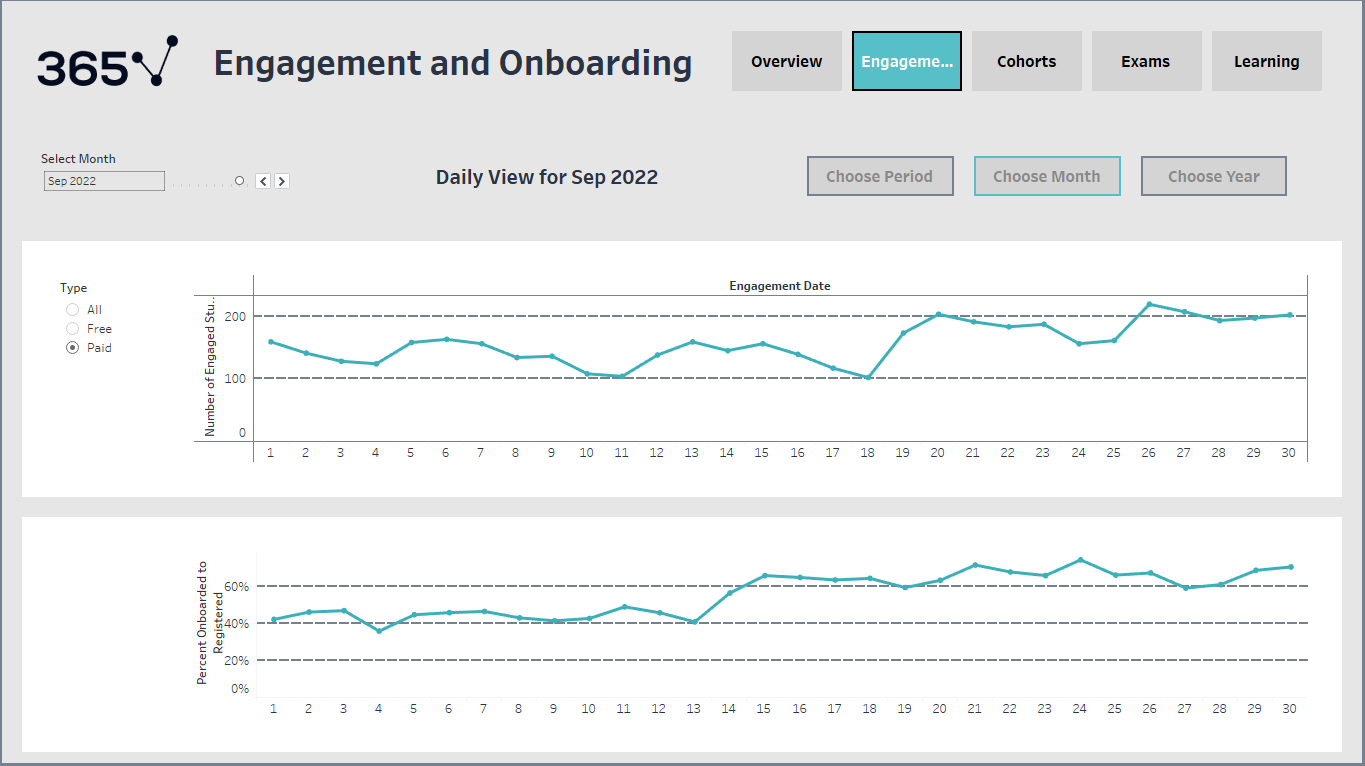 365
Engagement and Onboarding
Overview
Engageme...
Cohorts
Exams
Learning
Select Month
Sep 2022
Daily View for Sep 2022
Choose Period
Choose Month
Choose Year
Type
All
Free
Paid
Engagement Date
Number of Engaged Stu..
200
100
0
1 2 3 4 5 6 7 8 9 10 11 12 13 14 15 16 17 18 19 20 21 22 23 24 25 26 27 28 29 30
Percent Onboarded to
Registered
60%
40%
20%
0%
1 2 3 4 5 6 7 8 9 10 11 12 13 14 15 16 17 18 19 20 21 22 23 24 25 26 27 28 29 30